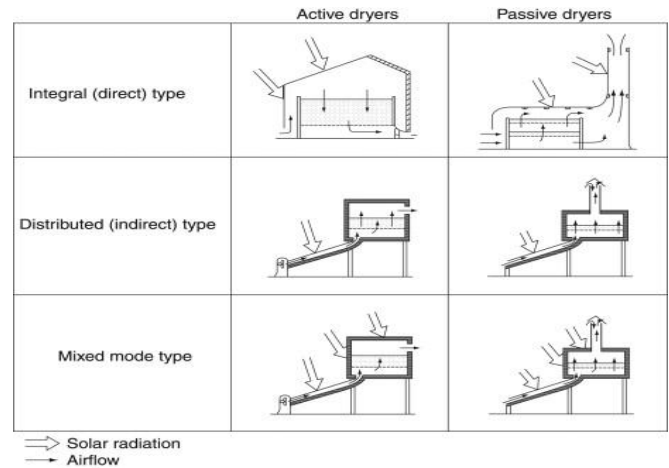 Active dryers
Passive dryers
Integral (direct) type
Distributed (indirect) type
Mixed mode type
Solar radiation
Airflow